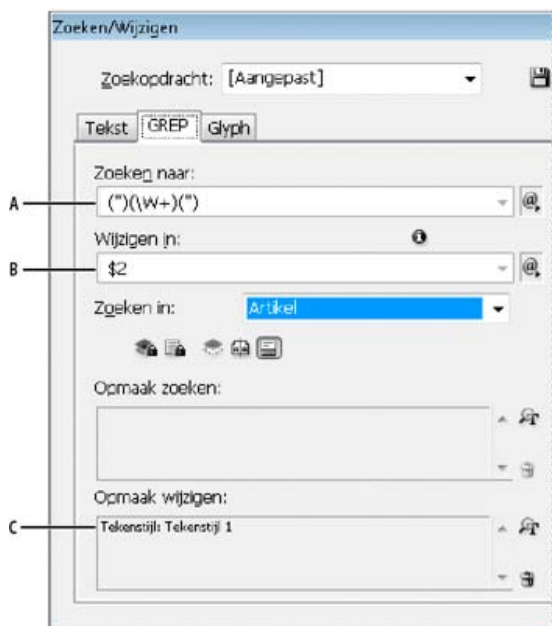 Zoeken/Wijzigen
Zoekopdracht: [Aangepast]
Tekst GREP Glyph
Zoeken naar:
A (")(\W+)(")
Wijzigen in:
B $2
Zoeken in: Artikel
Opmaak zoeken:
Opmaak wijzigen:
C Tekenstijl: Tekenstijl 1